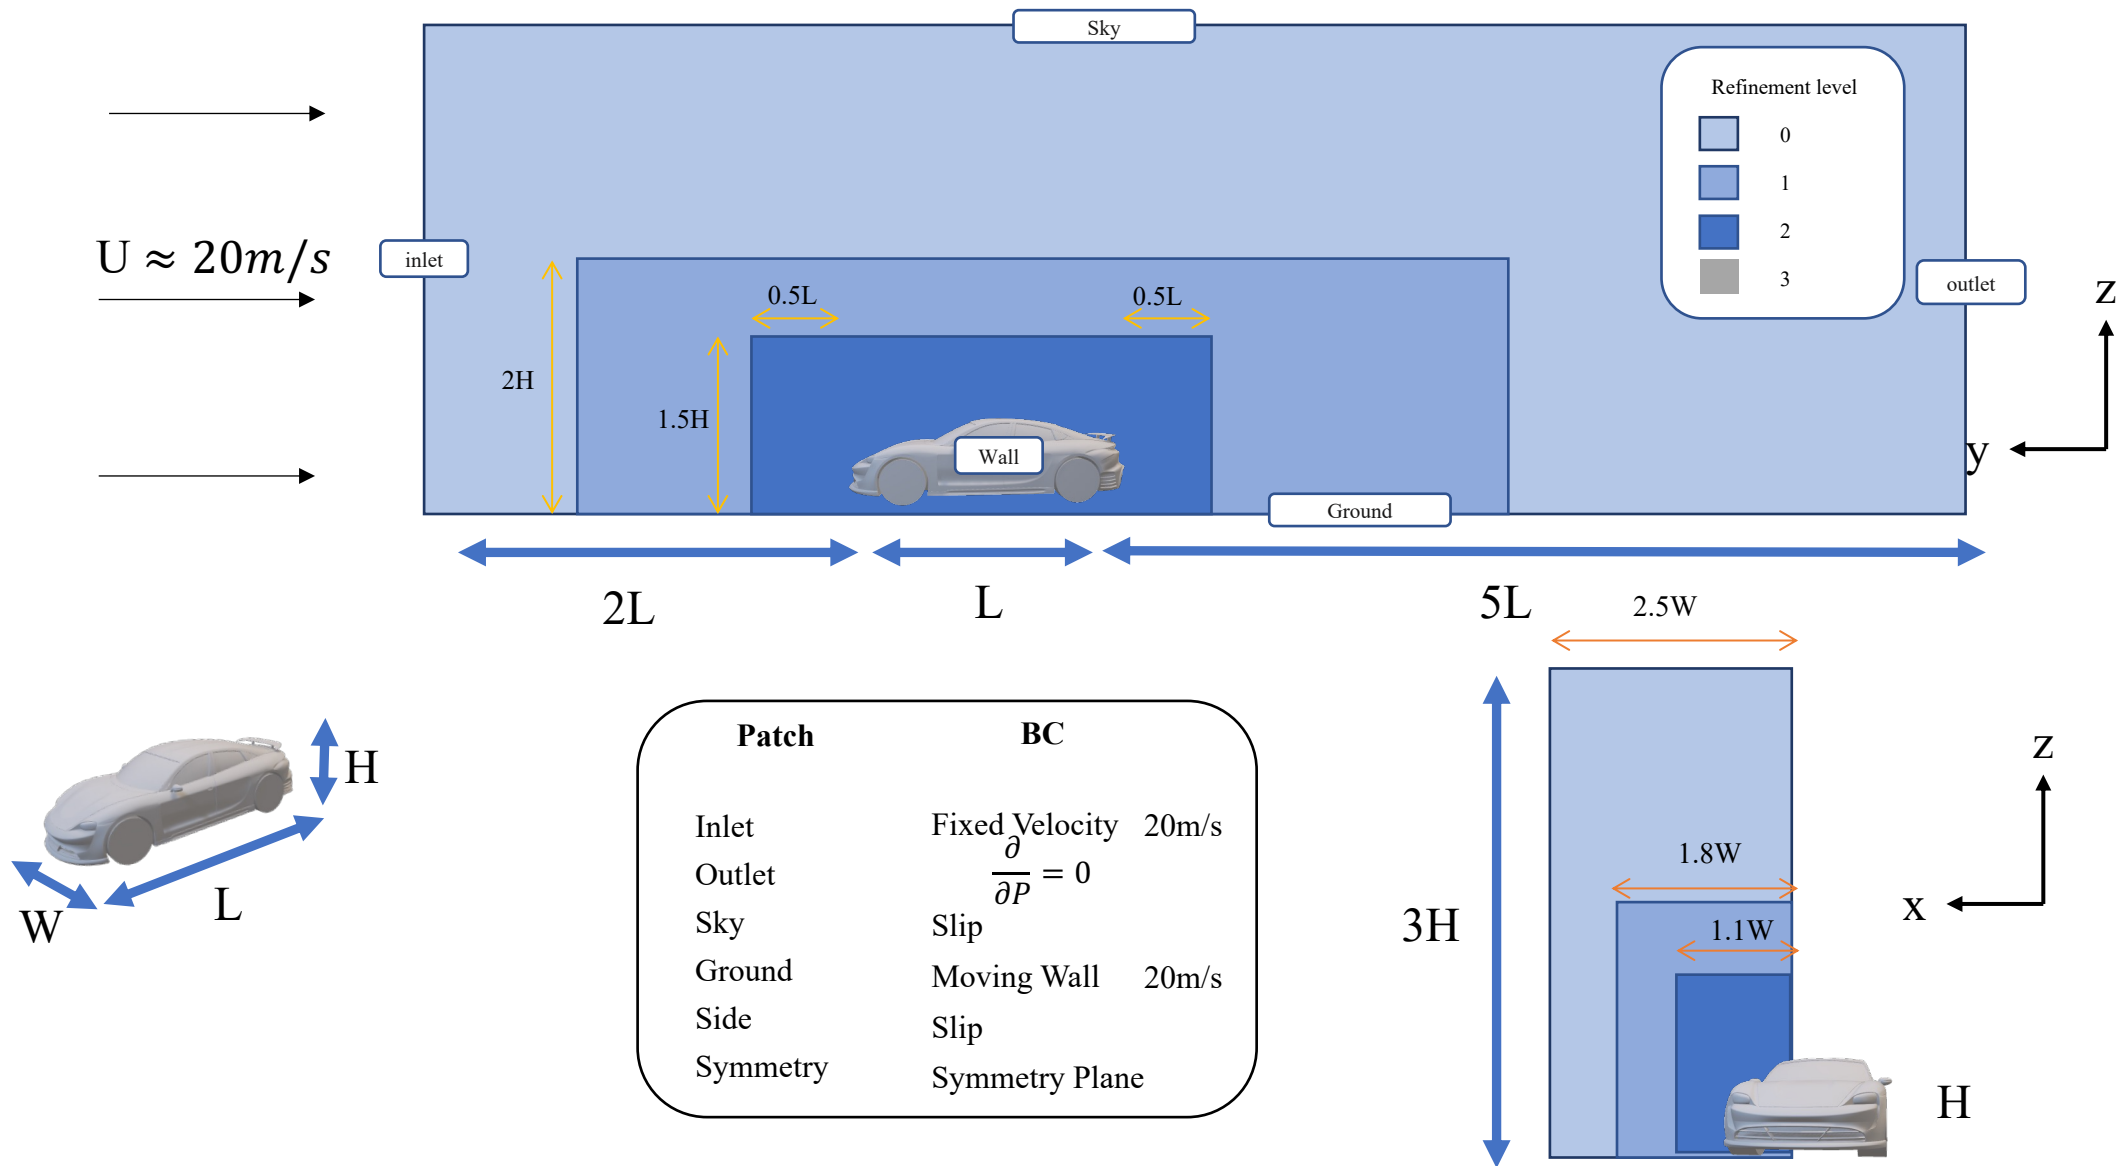 Sky
Refinement level
0
1
2
3
U ≈ 20m/s
inlet
outlet
z
y
0.5L
0.5L
2H
1.5H
Wall
Ground
2L
L
5L
2.5W
H
L
W
Patch BC
Inlet Fixed Velocity 20m/s
Outlet ∂/∂P = 0
Sky Slip
Ground Moving Wall 20m/s
Side Slip
Symmetry Symmetry Plane
3H
1.8W
1.1W
z
x
H